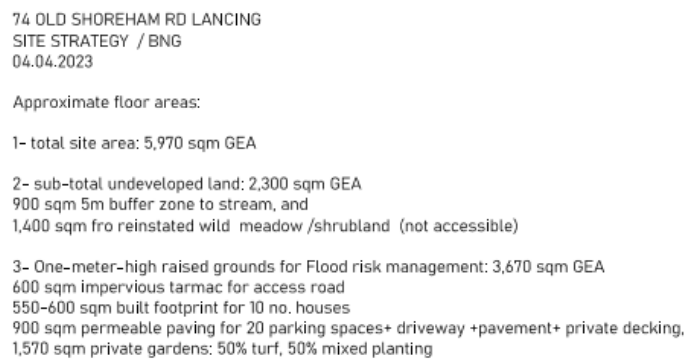 74 OLD SHOREHAM RD LANCING
SITE STRATEGY / BNG
04.04.2023
Approximate floor areas:
1- total site area: 5,970 sqm GEA
2- sub-total undeveloped land: 2,300 sqm GEA
900 sqm 5m buffer zone to stream, and
1,400 sqm fro reinstated wild meadow /shrubland (not accessible)
3- One-meter-high raised grounds for Flood risk management: 3,670 sqm GEA
600 sqm impervious tarmac for access road
550-600 sqm built footprint for 10 no. houses
900 sqm permeable paving for 20 parking spaces+ driveway +pavement+ private decking,
1,570 sqm private gardens: 50% turf, 50% mixed planting